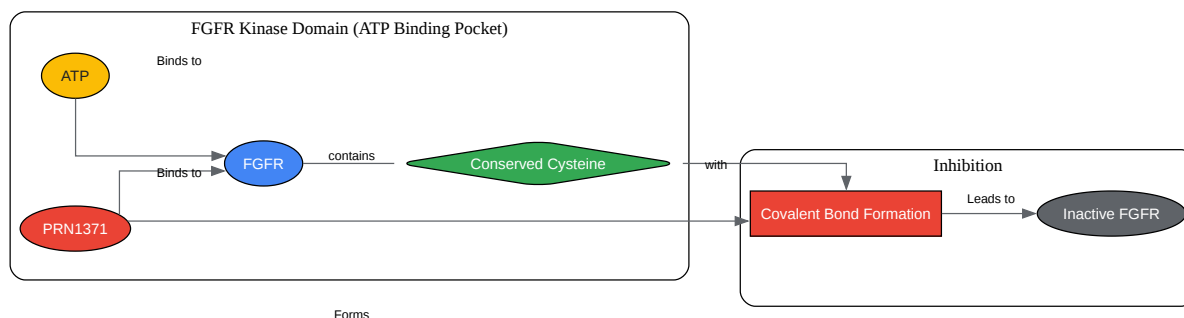 FGFR Kinase Domain (ATP Binding Pocket)
Binds to
ATP
FGFR
contains
Conserved Cysteine
with
Inhibition
Binds to
PRN1371
Covalent Bond Formation
Leads to
Inactive FGFR
Forms